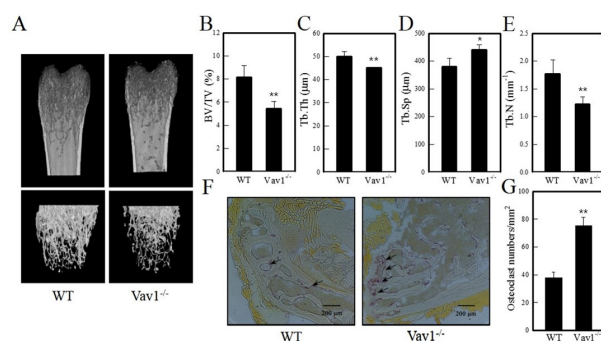 A
WT
Vav1-/-
B
BV/TV (%)
12
10
8
6
4
2
0
**
WT
Vav1-/-
C
Tb.Th (μm)
60
50
40
30
20
10
0
**
WT
Vav1-/-
D
Tb.Sp (μm)
500
400
300
200
100
0
*
WT
Vav1-/-
E
Tb.N (mm-1)
2.5
2.0
1.5
1.0
0.5
0.0
**
WT
Vav1-/-
F
200 μm
200 μm
WT
Vav1-/-
G
Osteoclast numbers/mm2
100
80
60
40
20
0
**
WT
Vav1-/-